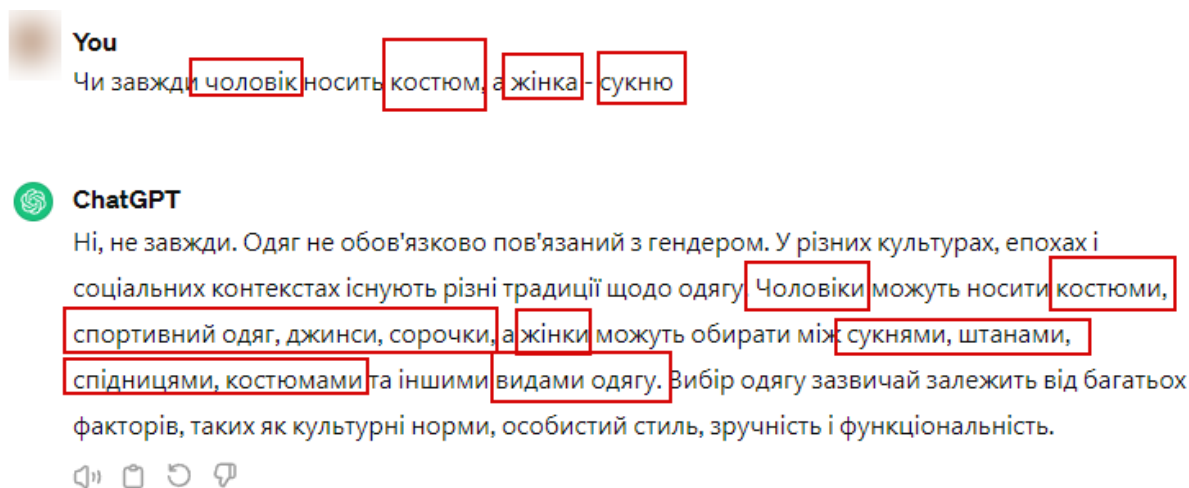 You
Чи завжди чоловік носить костюм, а жінка - сукню
ChatGPT
Ні, не завжди. Одяг не обов'язково пов'язаний з гендером. У різних культурах, епохах і
соціальних контекстах існують різні традиції щодо одягу. Чоловіки можуть носити костюми,
спортивний одяг, джинси, сорочки, а жінки можуть обирати між сукнями, штанами,
спідницями, костюмами та іншими видами одягу. Вибір одягу зазвичай залежить від багатьох
факторів, таких як культурні норми, особистий стиль, зручність і функціональність.